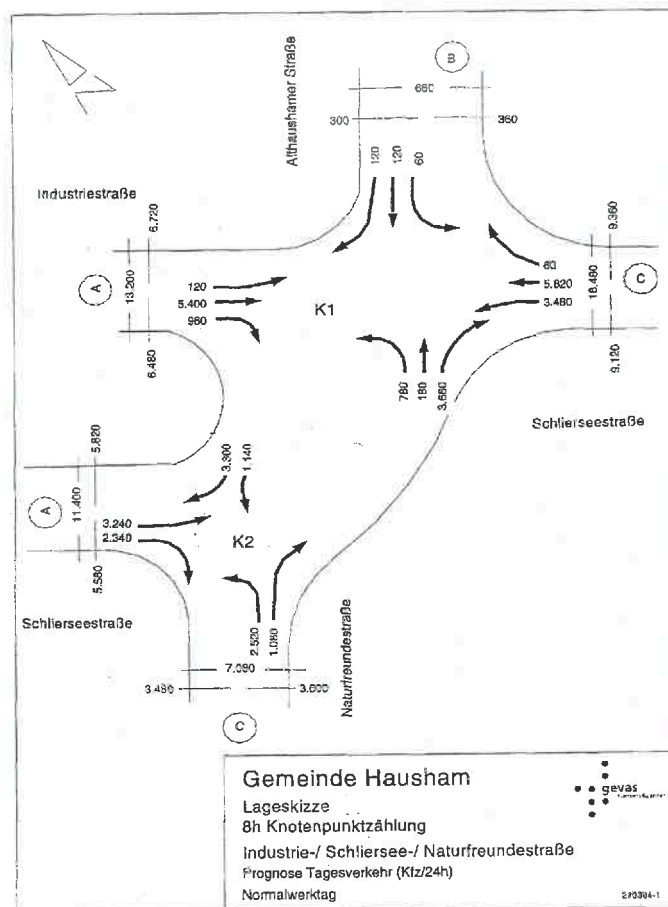 B
Althaushamer Straße
660
300
360
120
120
60
Industriestraße
6.720
13.200
A
6.480
120
5.400
960
K1
9.360
60
5.820
3.480
18.480
C
9.120
780
180
3.660
Schlierseestraße
5.820
11.400
A
5.580
3.300
1.140
3.240
2.340
K2
Schlierseestraße
2.520
1.080
Naturfreundestraße
7.080
3.480
3.600
C
Gemeinde Hausham
gevas
Lageskizze
8h Knotenpunktzählung
Industrie-/ Schliersee-/ Naturfreundestraße
Prognose Tagesverkehr (Kfz/24h)
Normalwerktag